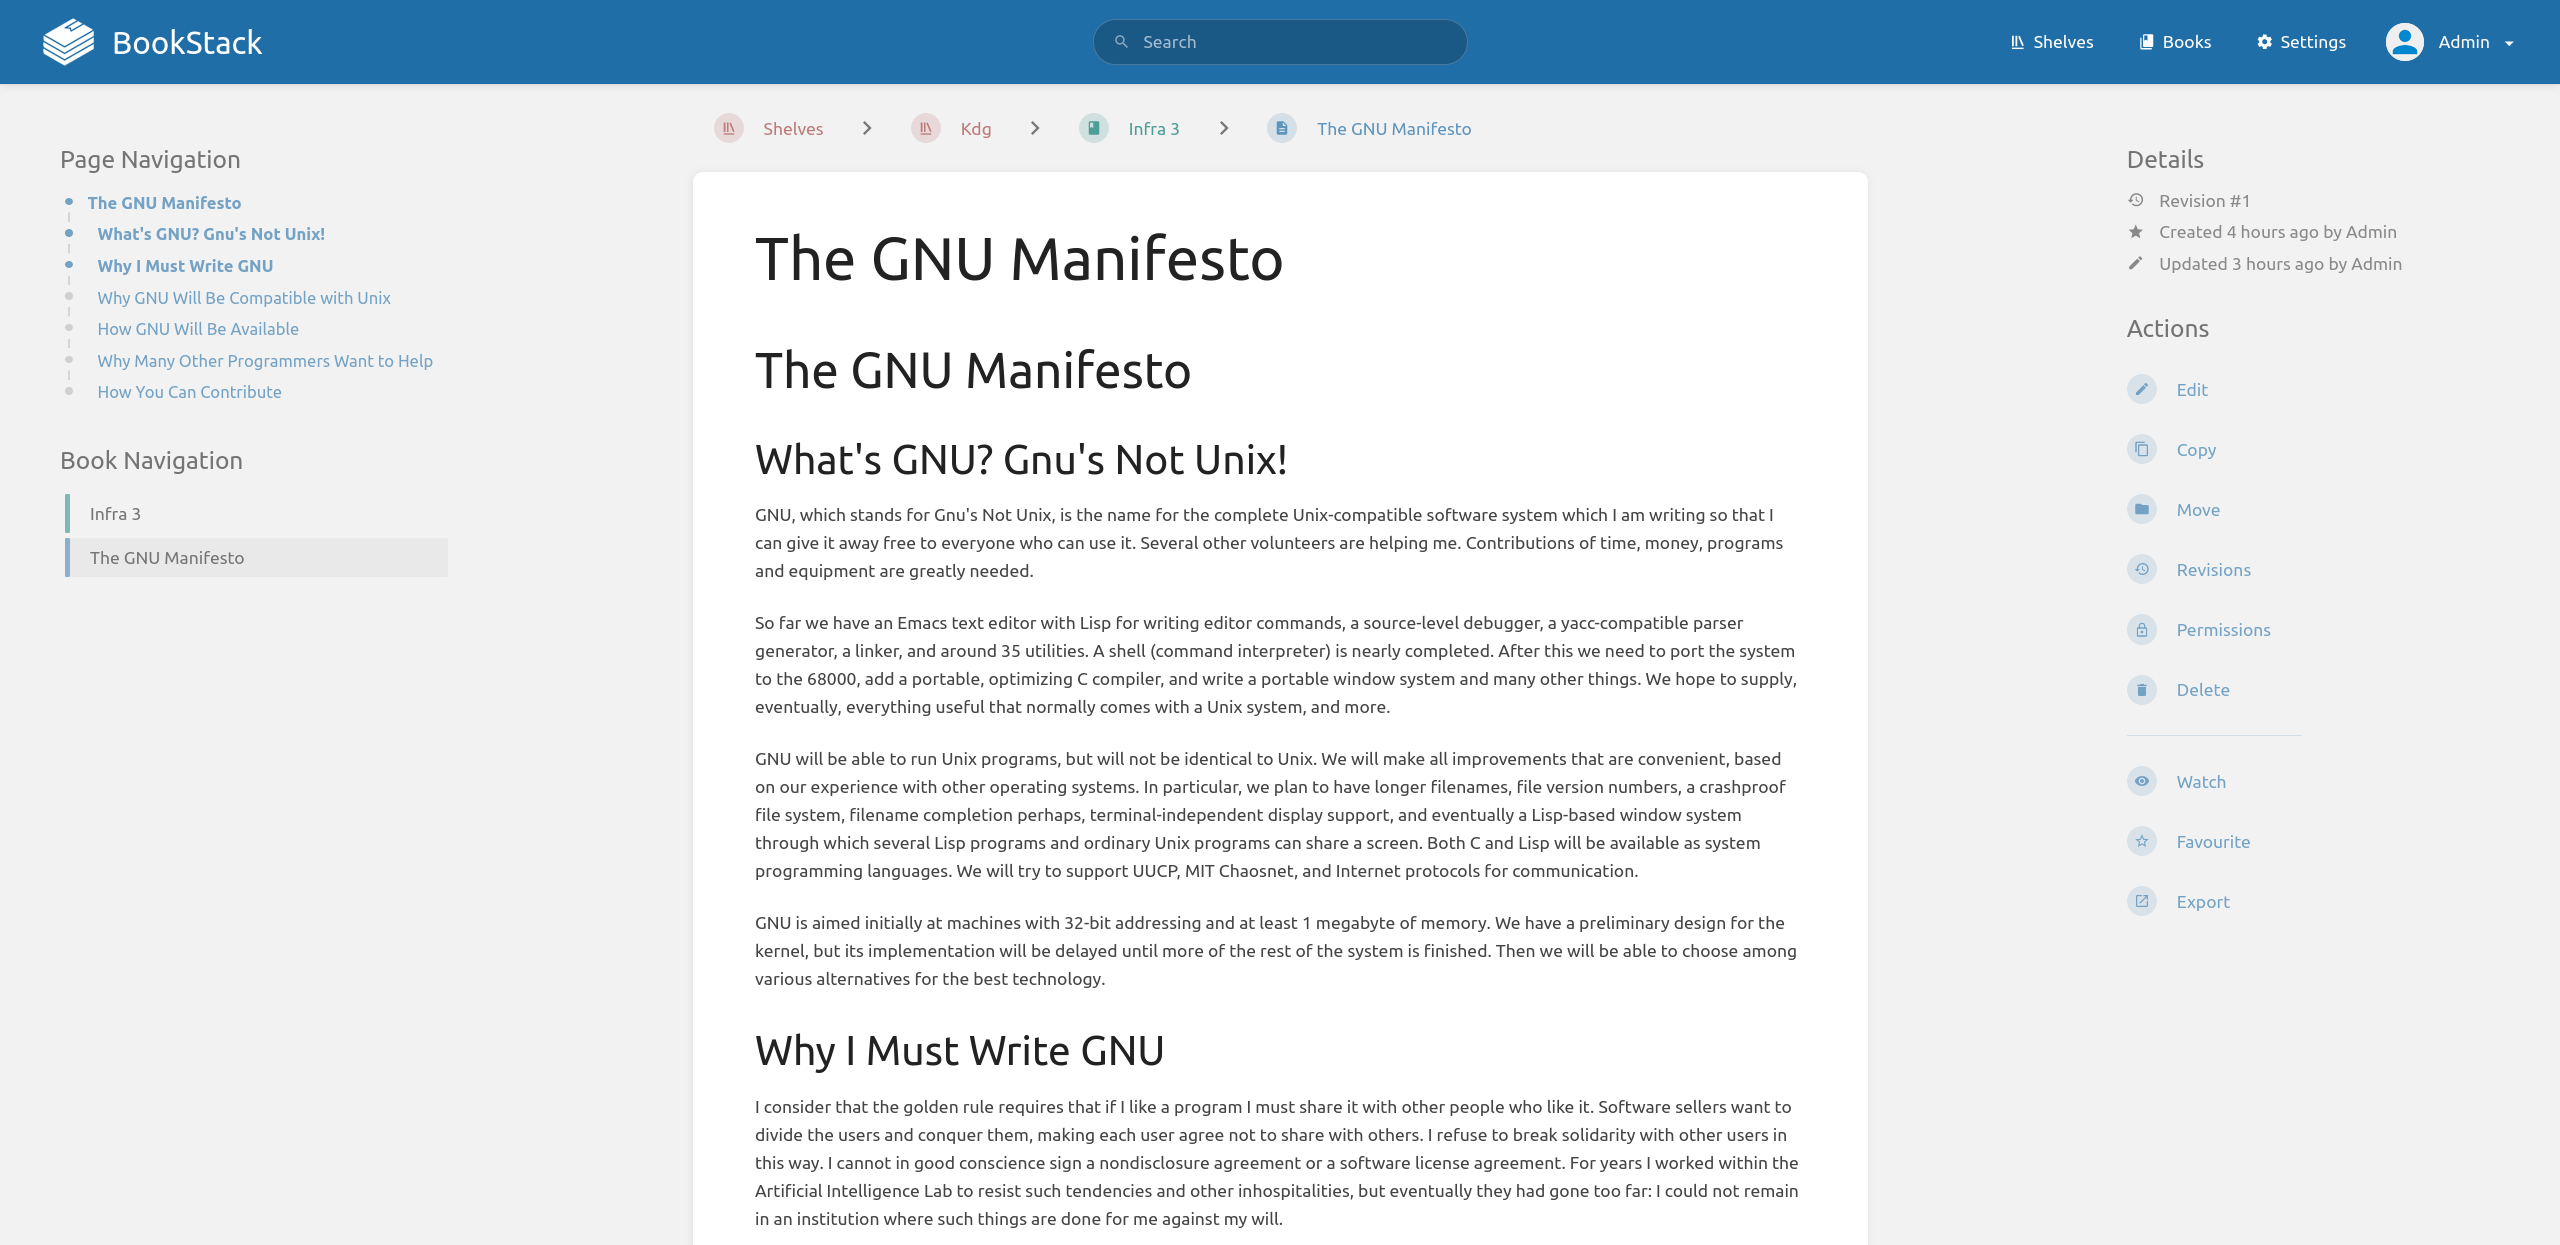 BookStack
Search
Shelves
Books
Settings
Admin
Shelves
Kdg
Infra 3
The GNU Manifesto
Page Navigation
The GNU Manifesto
What's GNU? Gnu's Not Unix!
Why I Must Write GNU
Why GNU Will Be Compatible with Unix
How GNU Will Be Available
Why Many Other Programmers Want to Help
How You Can Contribute
Book Navigation
Infra 3
The GNU Manifesto
The GNU Manifesto
The GNU Manifesto
What's GNU? Gnu's Not Unix!
GNU, which stands for Gnu's Not Unix, is the name for the complete Unix-compatible software system which I am writing so that I
can give it away free to everyone who can use it. Several other volunteers are helping me. Contributions of time, money, programs
and equipment are greatly needed.
So far we have an Emacs text editor with Lisp for writing editor commands, a source-level debugger, a yacc-compatible parser
generator, a linker, and around 35 utilities. A shell (command interpreter) is nearly completed. After this we need to port the system
to the 68000, add a portable, optimizing C compiler, and write a portable window system and many other things. We hope to supply,
eventually, everything useful that normally comes with a Unix system, and more.
GNU will be able to run Unix programs, but will not be identical to Unix. We will make all improvements that are convenient, based
on our experience with other operating systems. In particular, we plan to have longer filenames, file version numbers, a crashproof
file system, filename completion perhaps, terminal-independent display support, and eventually a Lisp-based window system
through which several Lisp programs and ordinary Unix programs can share a screen. Both C and Lisp will be available as system
programming languages. We will try to support UUCP, MIT Chaosnet, and Internet protocols for communication.
GNU is aimed initially at machines with 32-bit addressing and at least 1 megabyte of memory. We have a preliminary design for the
kernel, but its implementation will be delayed until more of the rest of the system is finished. Then we will be able to choose among
various alternatives for the best technology.
Why I Must Write GNU
I consider that the golden rule requires that if I like a program I must share it with other people who like it. Software sellers want to
divide the users and conquer them, making each user agree not to share with others. I refuse to break solidarity with other users in
this way. I cannot in good conscience sign a nondisclosure agreement or a software license agreement. For years I worked within the
Artificial Intelligence Lab to resist such tendencies and other inhospitalities, but eventually they had gone too far: I could not remain
in an institution where such things are done for me against my will.
Details
Revision #1
Created 4 hours ago by Admin
Updated 3 hours ago by Admin
Actions
Edit
Copy
Move
Revisions
Permissions
Delete
Watch
Favourite
Export